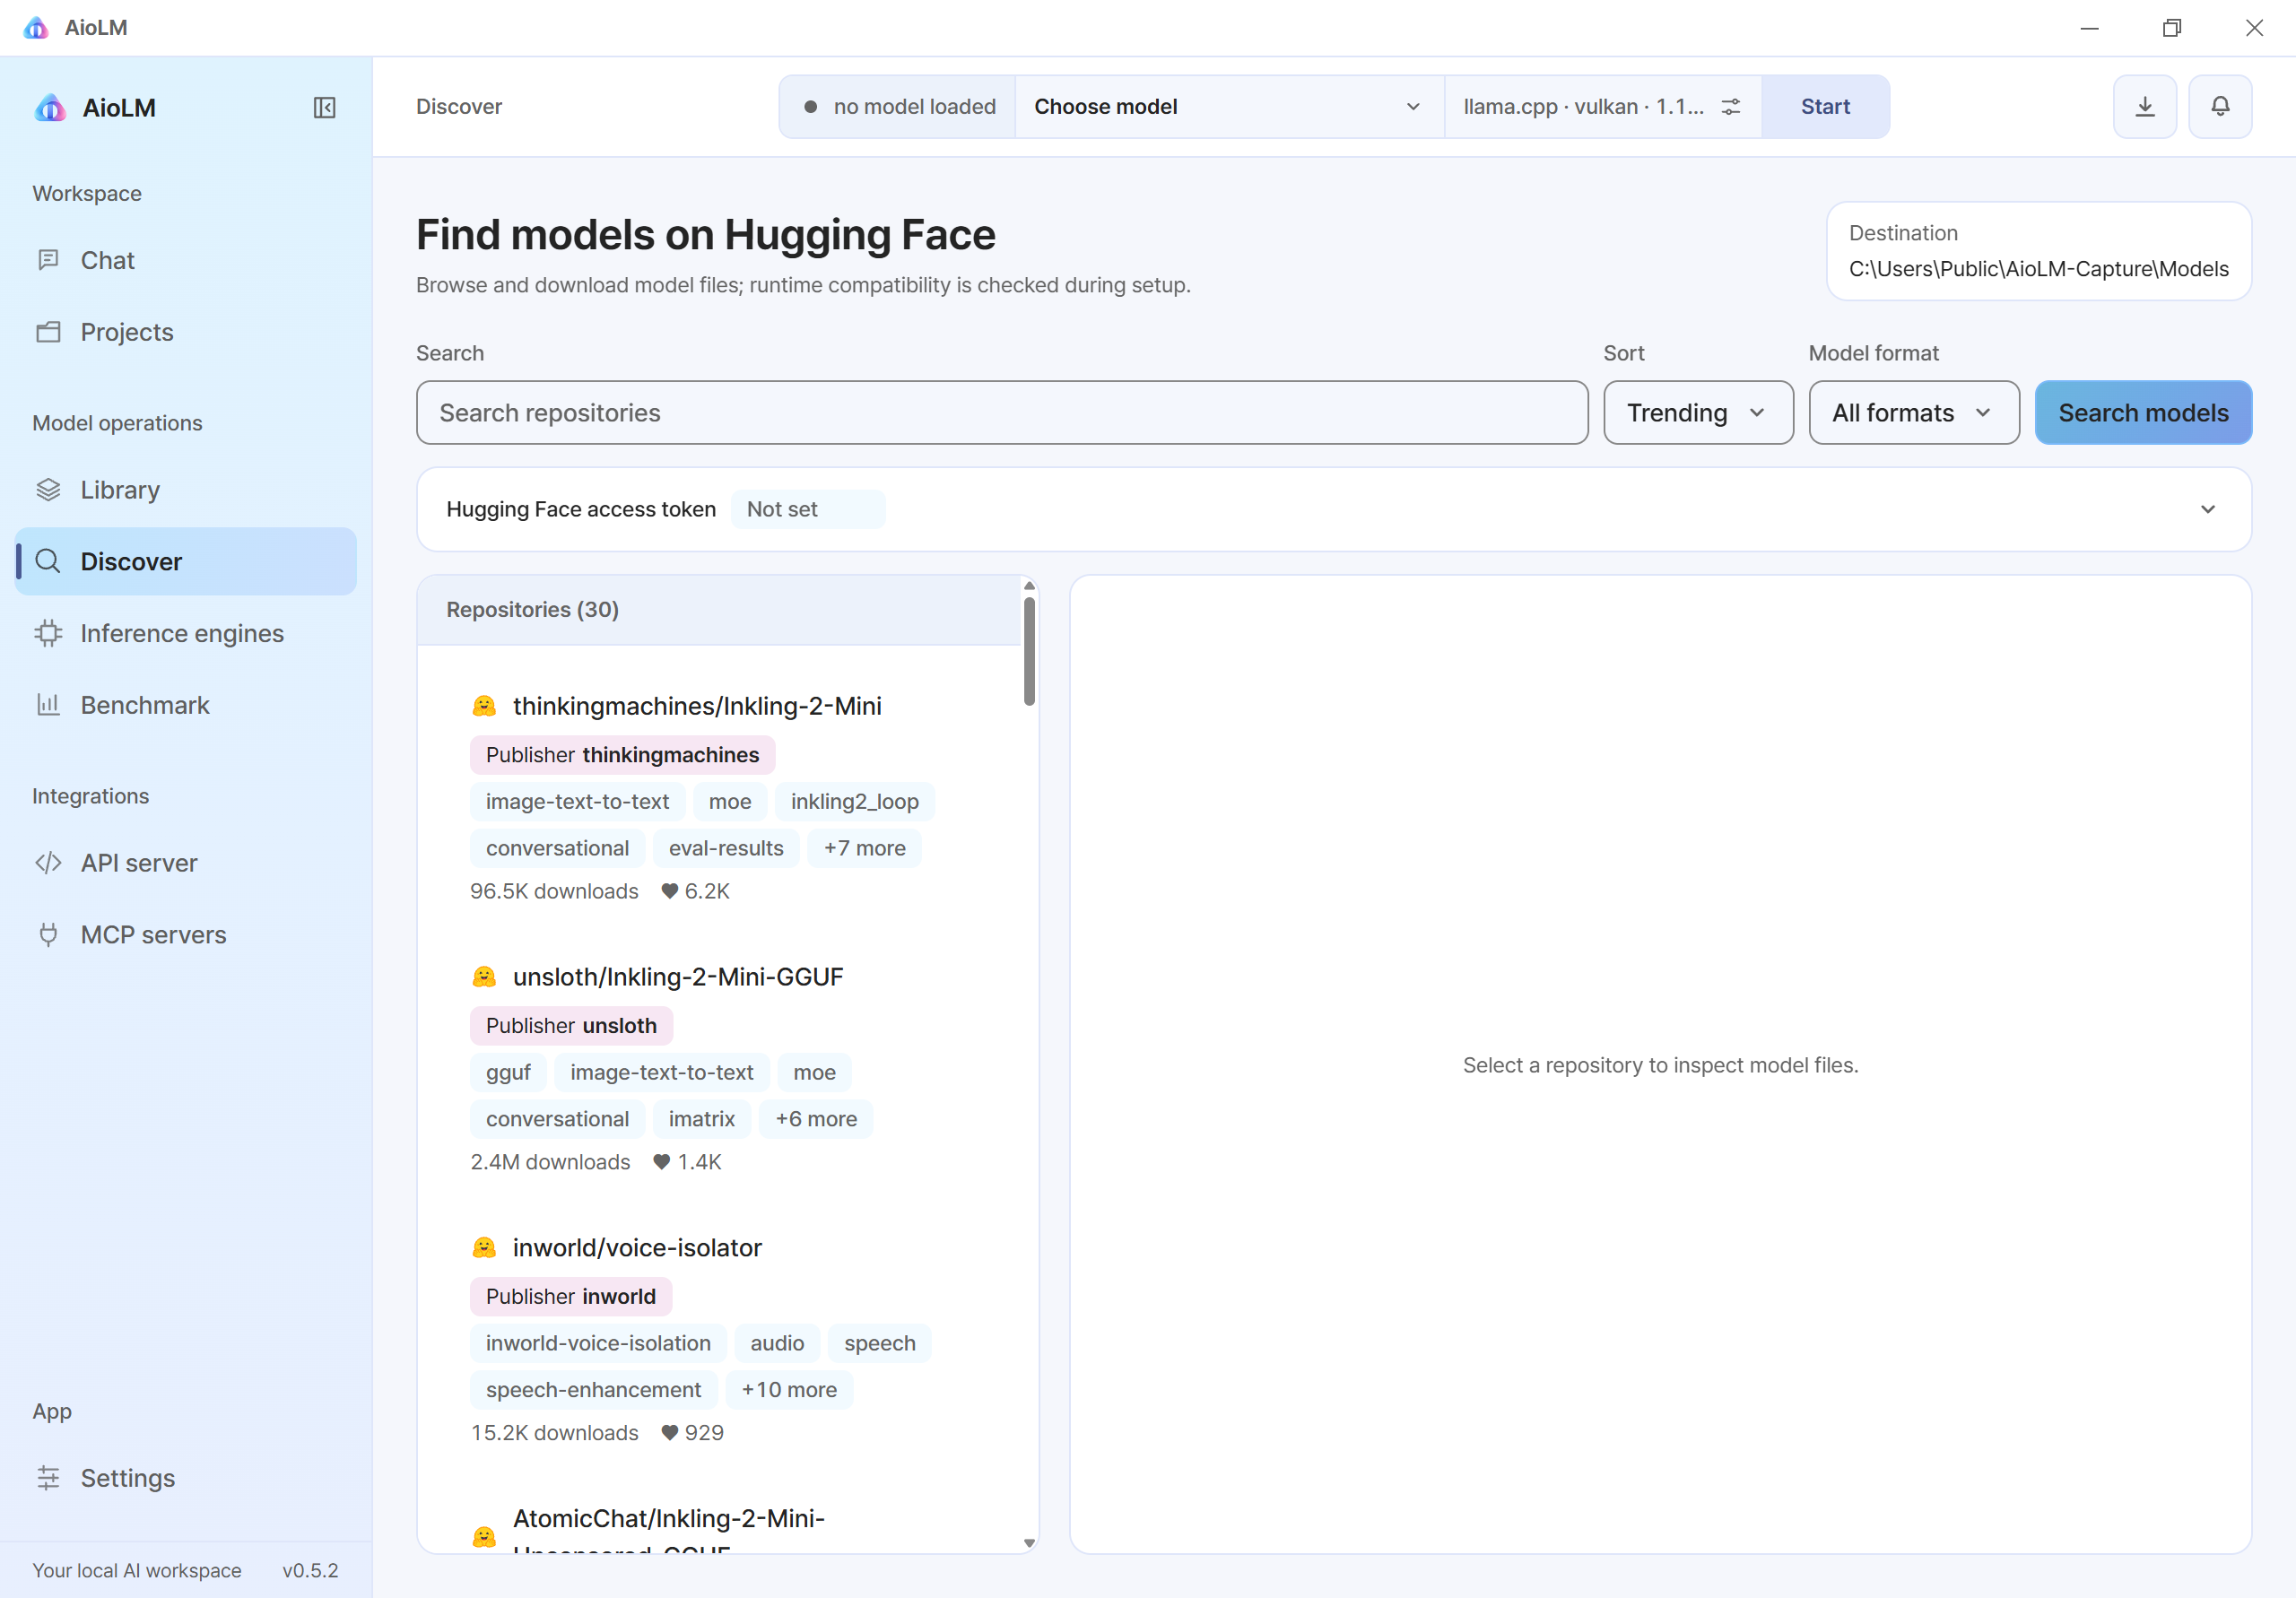 AioLM
AioLM
Workspace
Chat
Projects
Model operations
Library
Discover
Inference engines
Benchmark
Integrations
API server
MCP servers
App
Settings
Your local AI workspace v0.5.2
Discover
no model loaded
Choose model
llama.cpp · vulkan · 1.1...
Start
Find models on Hugging Face
Browse and download model files; runtime compatibility is checked during setup.
Destination
C:\Users\Public\AioLM-Capture\Models
Search
Search repositories
Sort
Trending
Model format
All formats
Search models
Hugging Face access token Not set
Repositories (30)
thinkingmachines/Inkling-2-Mini
Publisher thinkingmachines
image-text-to-text moe inkling2_loop
conversational eval-results +7 more
96.5K downloads 6.2K
unsloth/Inkling-2-Mini-GGUF
Publisher unsloth
gguf image-text-to-text moe
conversational imatrix +6 more
2.4M downloads 1.4K
inworld/voice-isolator
Publisher inworld
inworld-voice-isolation audio speech
speech-enhancement +10 more
15.2K downloads 929
AtomicChat/Inkling-2-Mini-
Uncensored-GGUF
Select a repository to inspect model files.